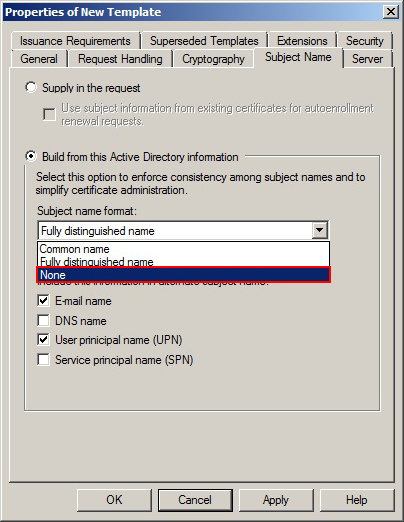 Properties of New Template
Issuance Requirements Superseded Templates Extensions Security
General Request Handling Cryptography Subject Name Server
Supply in the request
Use subject information from existing certificates for autoenrollment
renewal requests.
Build from this Active Directory information
Select this option to enforce consistency among subject names and to
simplify certificate administration.
Subject name format:
Fully distinguished name
Common name
Fully distinguished name
None
Include this information in alternate subject name:
E-mail name
DNS name
User prinicipal name (UPN)
Service principal name (SPN)
OK Cancel Apply Help